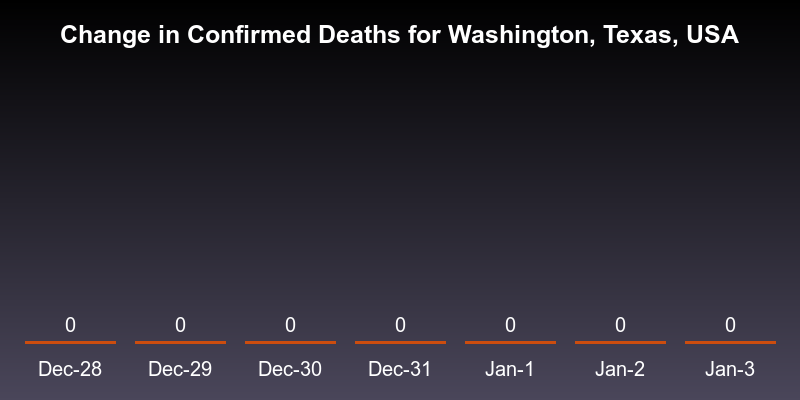 Change in Confirmed Deaths for Washington, Texas, USA
0 0 0 0 0 0 0
Dec-28 Dec-29 Dec-30 Dec-31 Jan-1 Jan-2 Jan-3